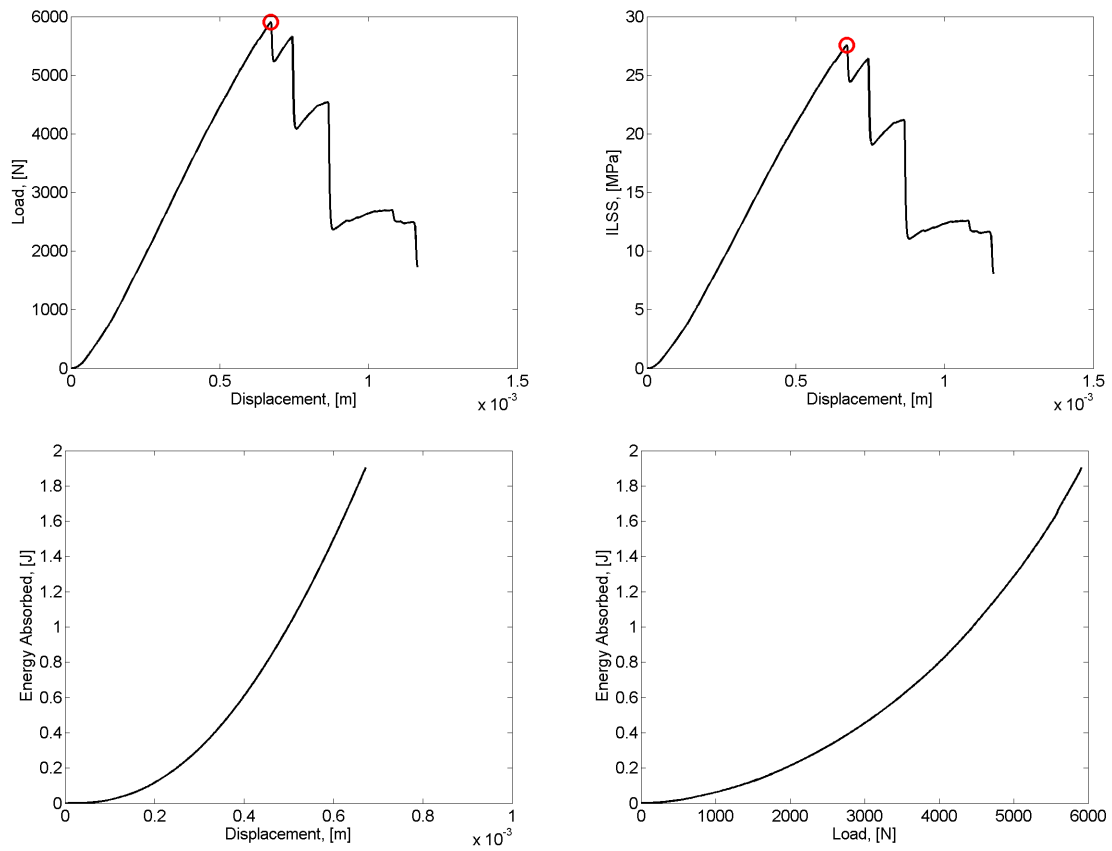 6000
5000
4000
3000
2000
1000
0
Load, [N]
0 0.5 1 1.5
Displacement, [m]
x 10⁻³
30
25
20
15
10
5
0
ILSS, [MPa]
0 0.5 1 1.5
Displacement, [m]
x 10⁻³
2
1.8
1.6
1.4
1.2
1
0.8
0.6
0.4
0.2
0
Energy Absorbed, [J]
0 0.2 0.4 0.6 0.8 1
Displacement, [m]
x 10⁻³
2
1.8
1.6
1.4
1.2
1
0.8
0.6
0.4
0.2
0
Energy Absorbed, [J]
0 1000 2000 3000 4000 5000 6000
Load, [N]